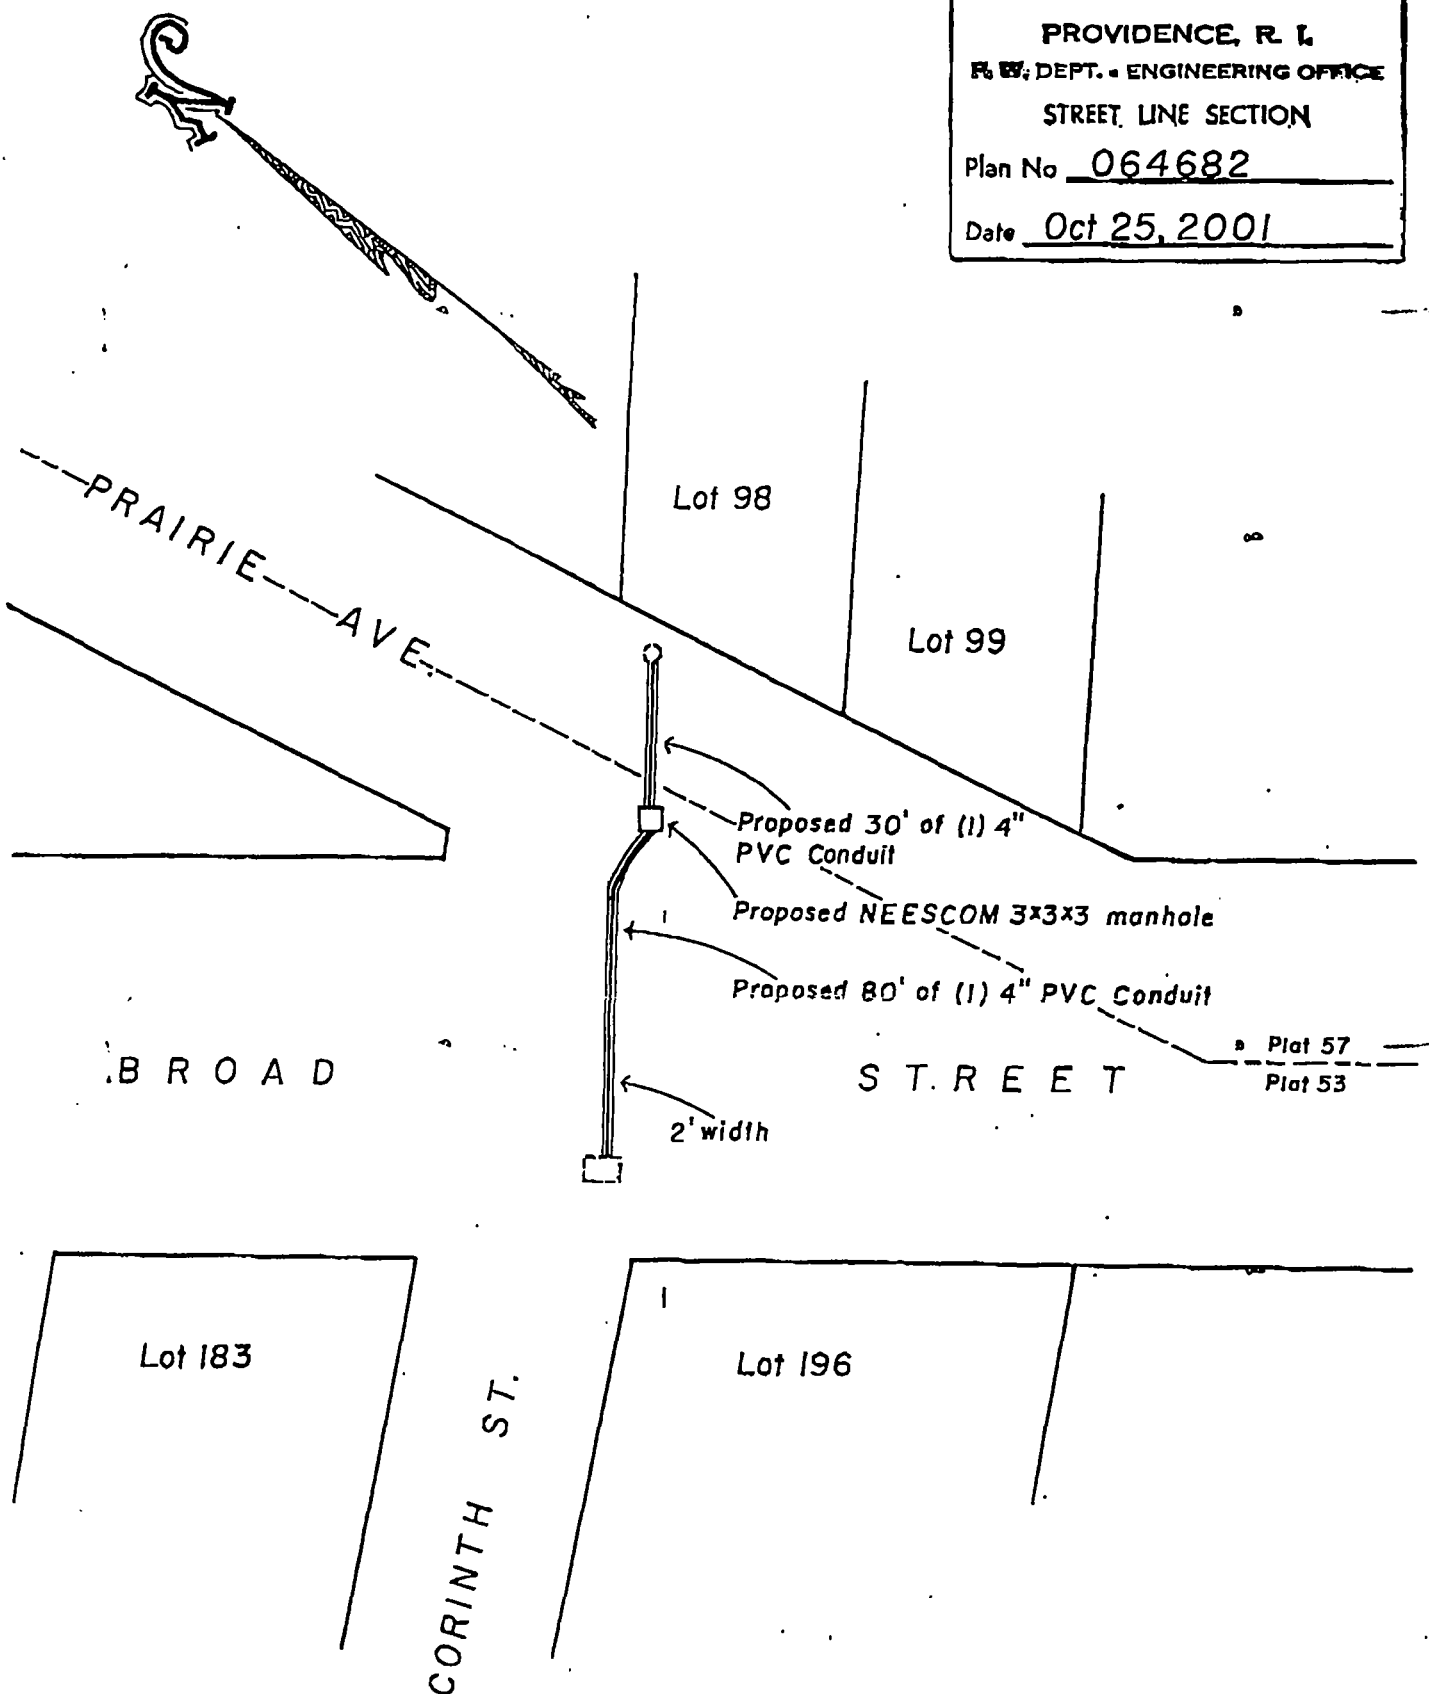 PROVIDENCE, R. I.
P. W. DEPT. - ENGINEERING OFFICE
STREET LINE SECTION
Plan No 064682
Date Oct 25, 2001
PRAIRIE AVE.
Lot 98
Lot 99
Proposed 30' of (1) 4"
PVC Conduit
Proposed NEESCOM 3x3x3 manhole
Proposed 80' of (1) 4" PVC Conduit
BROAD STREET
Plat 57
Plat 53
2' width
Lot 183
Lot 196
CORINTH ST.